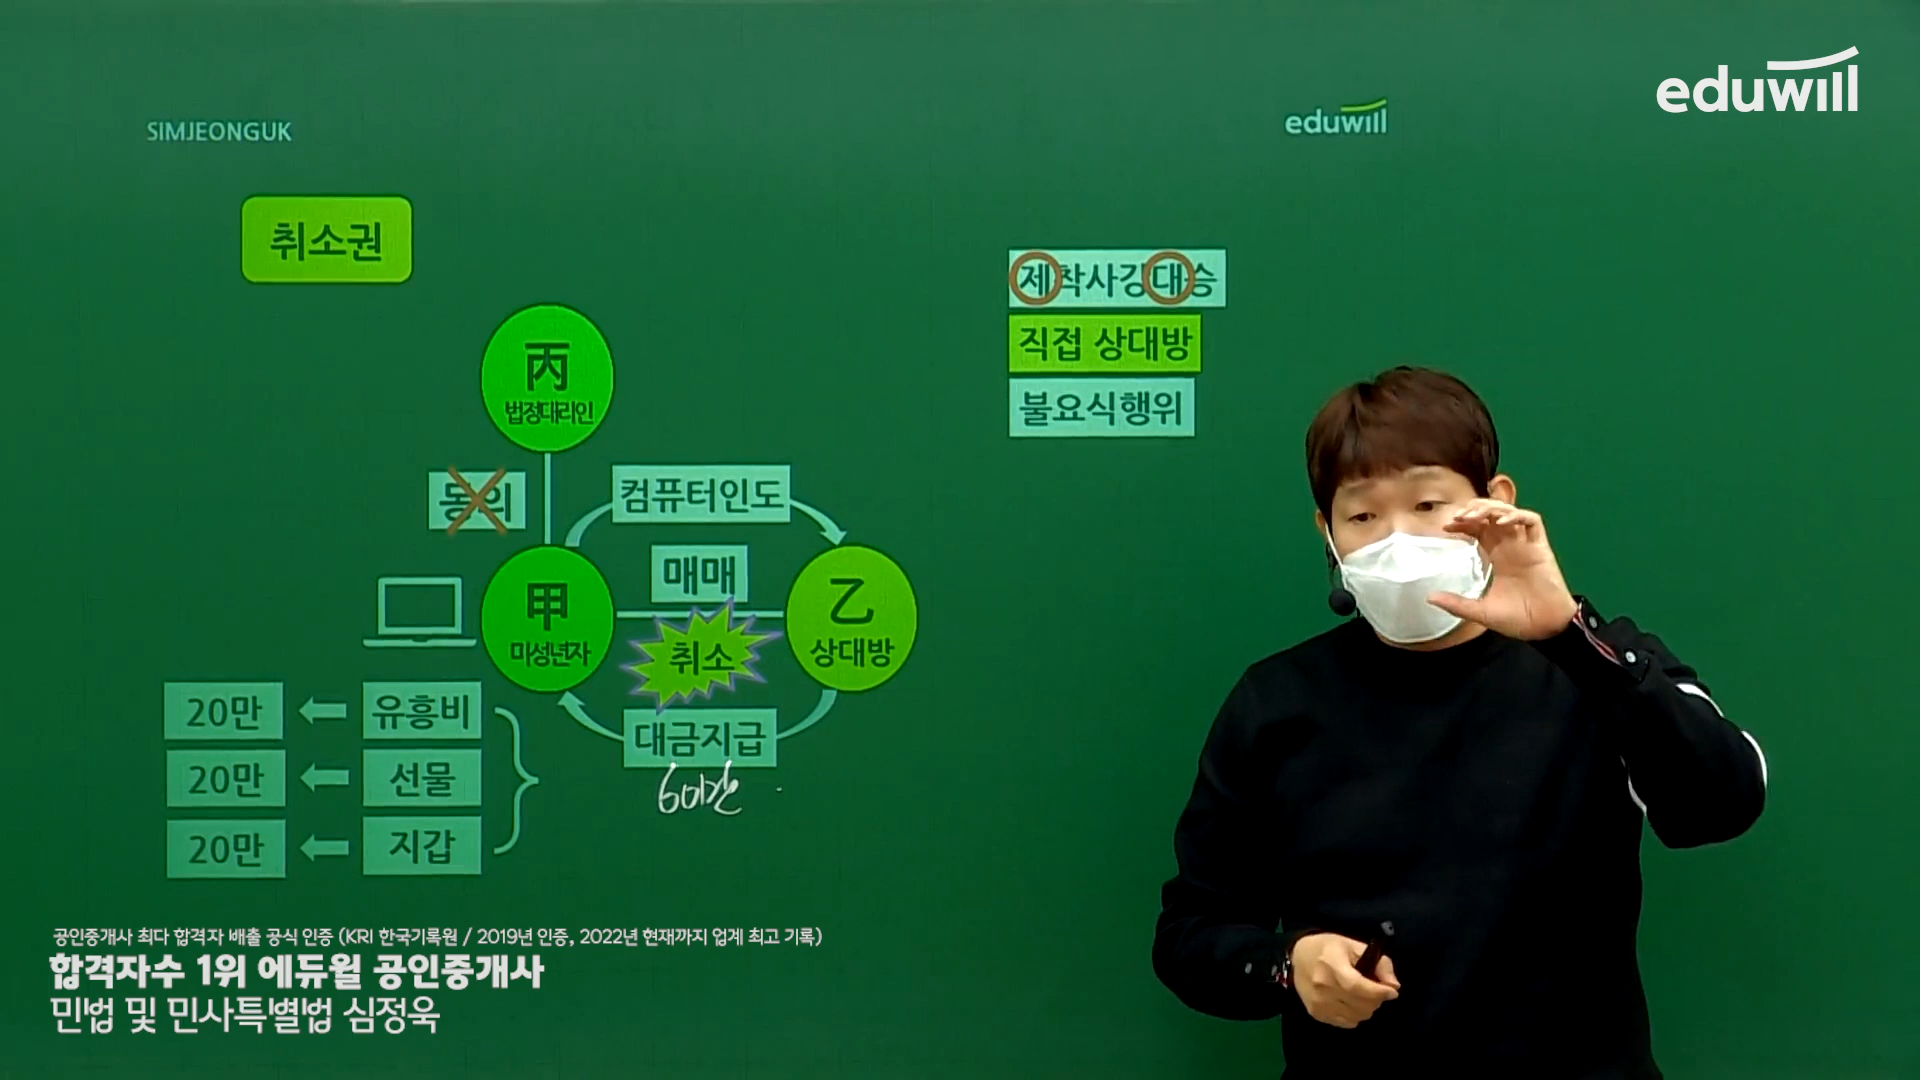 eduwill
SIMJEONGUK
eduwill
취소권
제착사강대승
직접 상대방
불요식행위
丙
법정대리인
동의
컴퓨터인도
매매
甲
미성년자
乙
상대방
취소
대금지급
20만
유흥비
20만
선물
20만
지갑
공인중개사 최다 합격자 배출 공식 인증 (KRI 한국기록원 / 2019년 인증, 2022년 현재까지 업계 최고 기록)
합격자수 1위 에듀윌 공인중개사
민법 및 민사특별법 심정욱